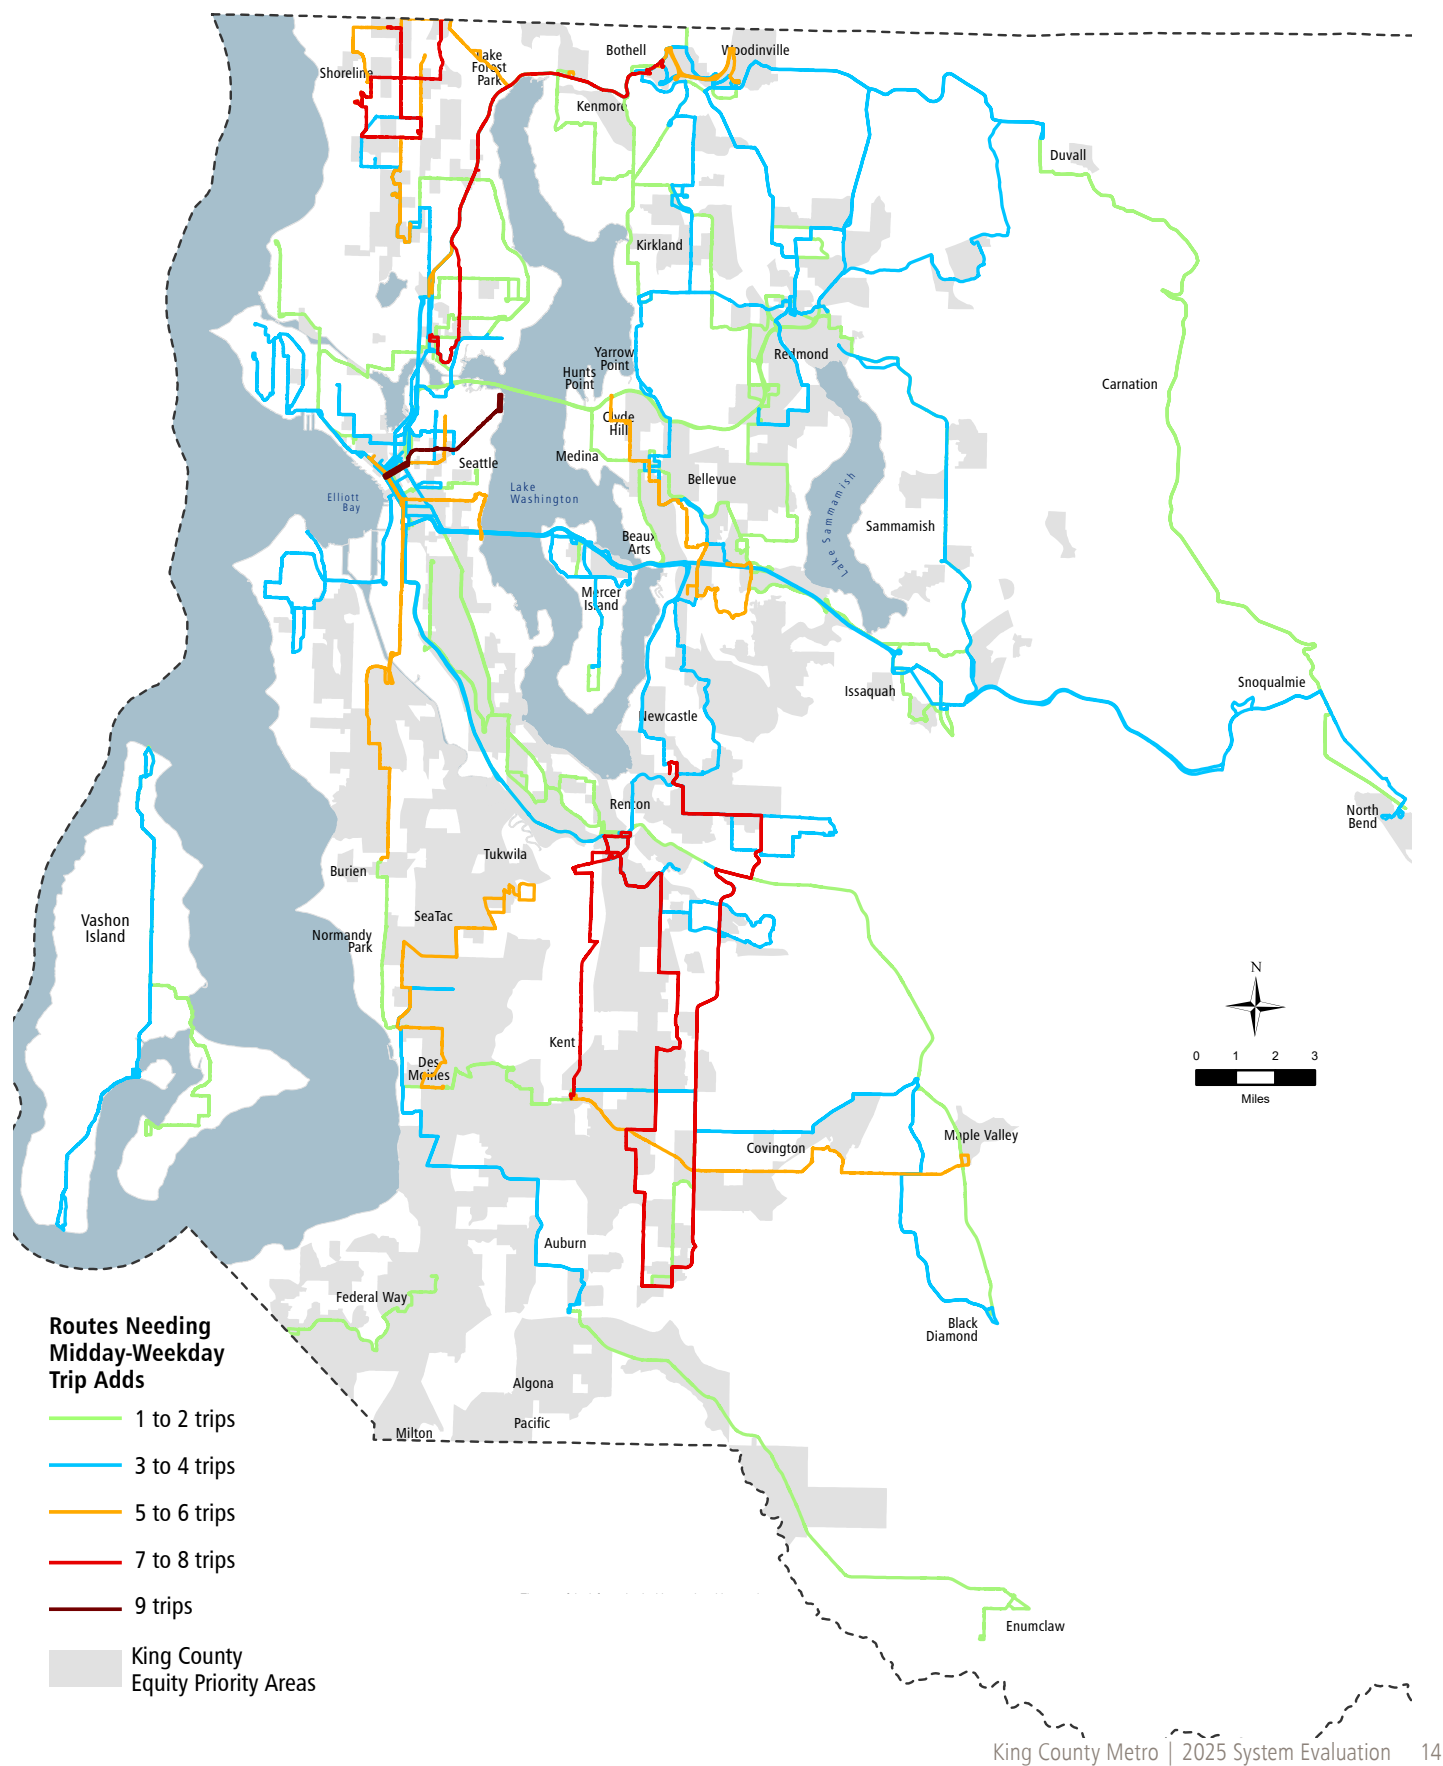 Bothell
Woodinville
Lake
Forest
Park
Shoreline
Kenmore
Duvall
Kirkland
Yarrow
Point
Redmond
Hunts
Point
Carnation
Clyde
Hill
Medina
Seattle
Bellevue
Elliott
Bay
Lake
Washington
Lake Sammamish
Sammamish
Beaux
Arts
Mercer
Island
Issaquah
Snoqualmie
Newcastle
Renton
North
Bend
Tukwila
Burien
Vashon
Island
SeaTac
Normandy
Park
N
Kent
Des
Moines
0 1 2 3
Miles
Maple Valley
Covington
Auburn
Federal Way
Black
Diamond
Algona
Pacific
Milton
Routes Needing
Midday-Weekday
Trip Adds
1 to 2 trips
3 to 4 trips
5 to 6 trips
7 to 8 trips
9 trips
King County
Equity Priority Areas
Enumclaw
King County Metro | 2025 System Evaluation 14